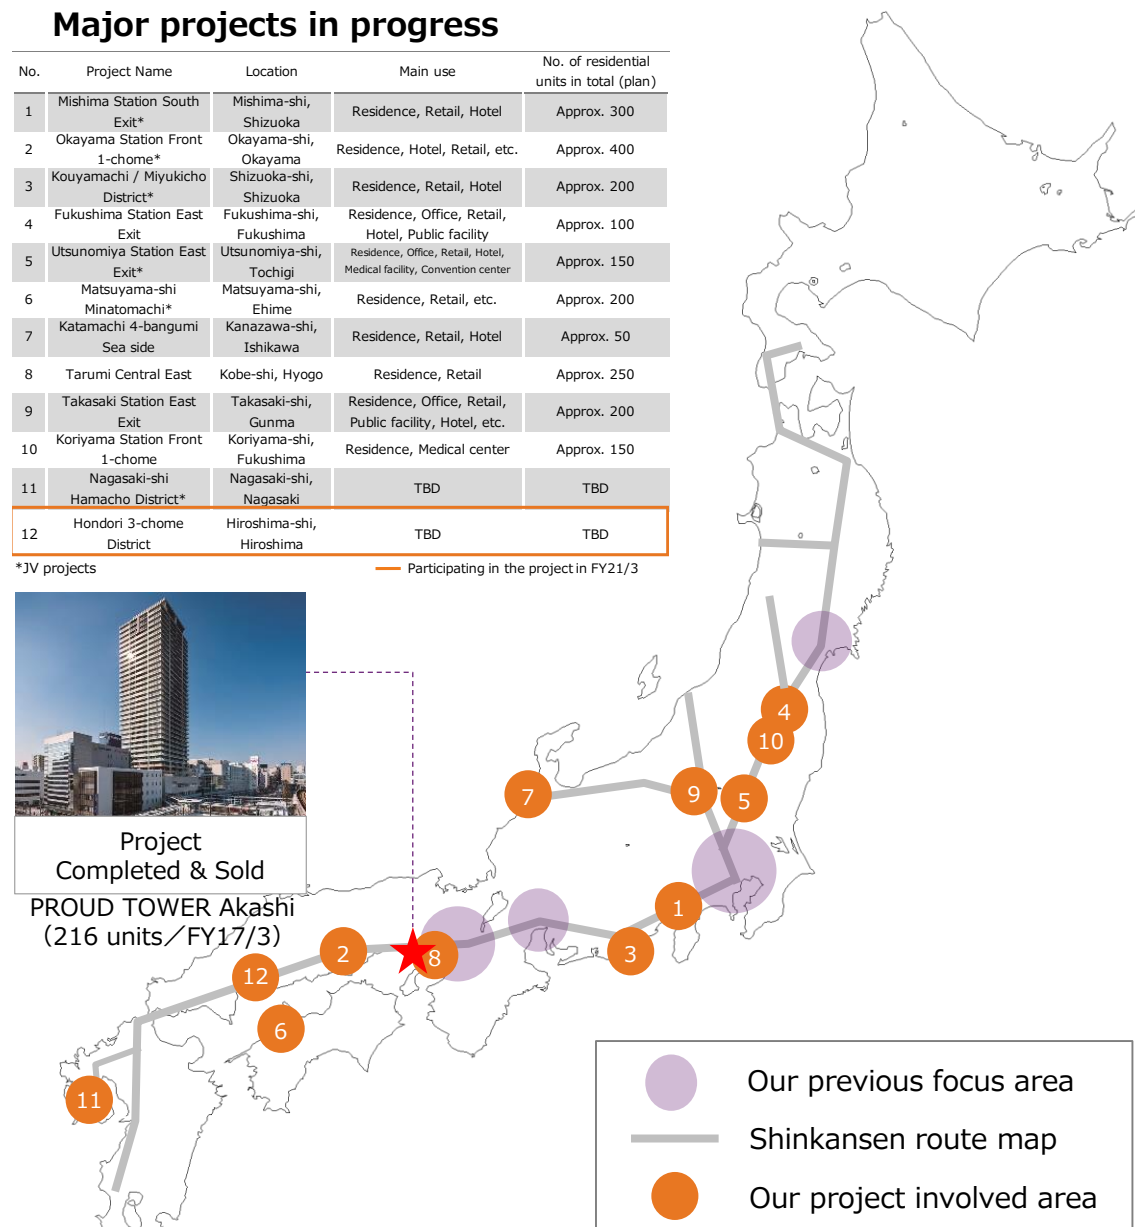 Major projects in progress
No. Project Name Location Main use No. of residential units in total (plan)
1 Mishima Station South Exit* Mishima-shi, Shizuoka Residence, Retail, Hotel Approx. 300
2 Okayama Station Front 1-chome* Okayama-shi, Okayama Residence, Hotel, Retail, etc. Approx. 400
3 Kouyamachi / Miyukicho District* Shizuoka-shi, Shizuoka Residence, Retail, Hotel Approx. 200
4 Fukushima Station East Exit Fukushima-shi, Fukushima Residence, Office, Retail, Hotel, Public facility Approx. 100
5 Utsunomiya Station East Exit* Utsunomiya-shi, Tochigi Residence, Office, Retail, Hotel, Medical facility, Convention center Approx. 150
6 Matsuyama-shi Minatomachi* Matsuyama-shi, Ehime Residence, Retail, etc. Approx. 200
7 Katamachi 4-bangumi Sea side Kanazawa-shi, Ishikawa Residence, Retail, Hotel Approx. 50
8 Tarumi Central East Kobe-shi, Hyogo Residence, Retail Approx. 250
9 Takasaki Station East Exit Takasaki-shi, Gunma Residence, Office, Retail, Public facility, Hotel, etc. Approx. 200
10 Koriyama Station Front 1-chome Koriyama-shi, Fukushima Residence, Medical center Approx. 150
11 Nagasaki-shi Hamacho District* Nagasaki-shi, Nagasaki TBD TBD
12 Hondori 3-chome District Hiroshima-shi, Hiroshima TBD TBD
*JV projects
Participating in the project in FY21/3
Project
Completed & Sold
PROUD TOWER Akashi
（216 units／FY17/3）
4
10
7
9
5
1
3
2
8
12
6
11
Our previous focus area
Shinkansen route map
Our project involved area